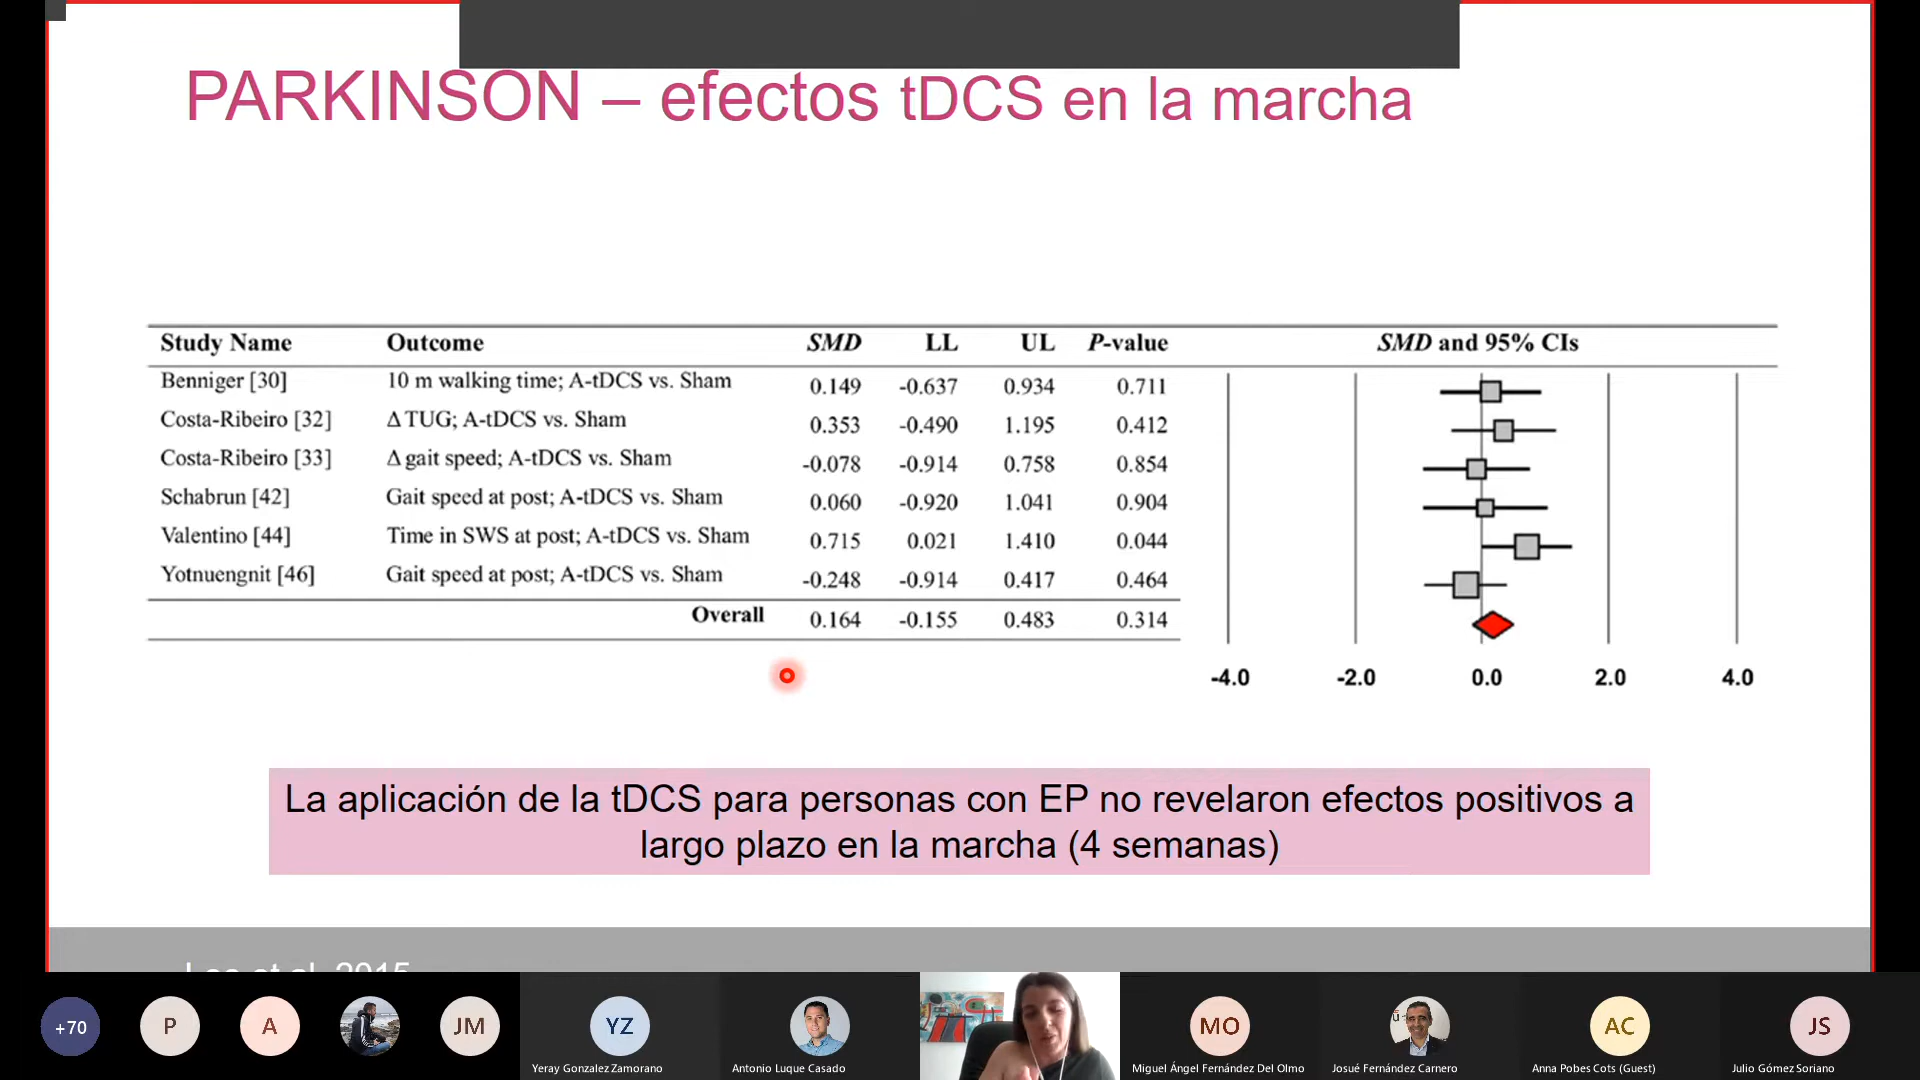 PARKINSON – efectos tDCS en la marcha
Study Name Outcome SMD LL UL P-value SMD and 95% CIs
Benniger [30] 10 m walking time; A-tDCS vs. Sham 0.149 -0.637 0.934 0.711
Costa-Ribeiro [32] Δ TUG; A-tDCS vs. Sham 0.353 -0.490 1.195 0.412
Costa-Ribeiro [33] Δ gait speed; A-tDCS vs. Sham -0.078 -0.914 0.758 0.854
Schabrun [42] Gait speed at post; A-tDCS vs. Sham 0.060 -0.920 1.041 0.904
Valentino [44] Time in SWS at post; A-tDCS vs. Sham 0.715 0.021 1.410 0.044
Yotnuengnit [46] Gait speed at post; A-tDCS vs. Sham -0.248 -0.914 0.417 0.464
Overall 0.164 -0.155 0.483 0.314
-4.0 -2.0 0.0 2.0 4.0
La aplicación de la tDCS para personas con EP no revelaron efectos positivos a
largo plazo en la marcha (4 semanas)
et al. 2015
+70 P A JM YZ MO AC JS
Yeray Gonzalez Zamorano Antonio Luque Casado Miguel Ángel Fernández Del Olmo Josué Fernández Carnero Anna Pobes Cots (Guest) Julio Gómez Soriano